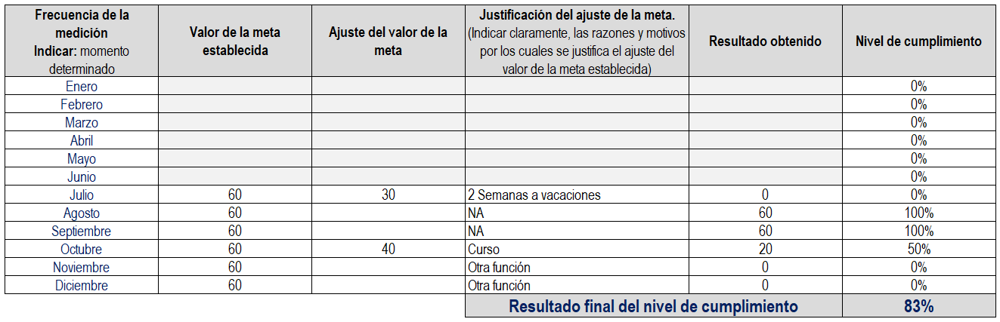 Frecuencia de la medición Indicar: momento determinado | Valor de la meta establecida | Ajuste del valor de la meta | Justificación del ajuste de la meta. (Indicar claramente, las razones y motivos por los cuales se justifica el ajuste del valor de la meta establecida) | Resultado obtenido | Nivel de cumplimiento
Enero 0%
Febrero 0%
Marzo 0%
Abril 0%
Mayo 0%
Junio 0%
Julio 60 30 2 Semanas a vacaciones 0 0%
Agosto 60 NA 60 100%
Septiembre 60 NA 60 100%
Octubre 60 40 Curso 20 50%
Noviembre 60 Otra función 0 0%
Diciembre 60 Otra función 0 0%
Resultado final del nivel de cumplimiento 83%